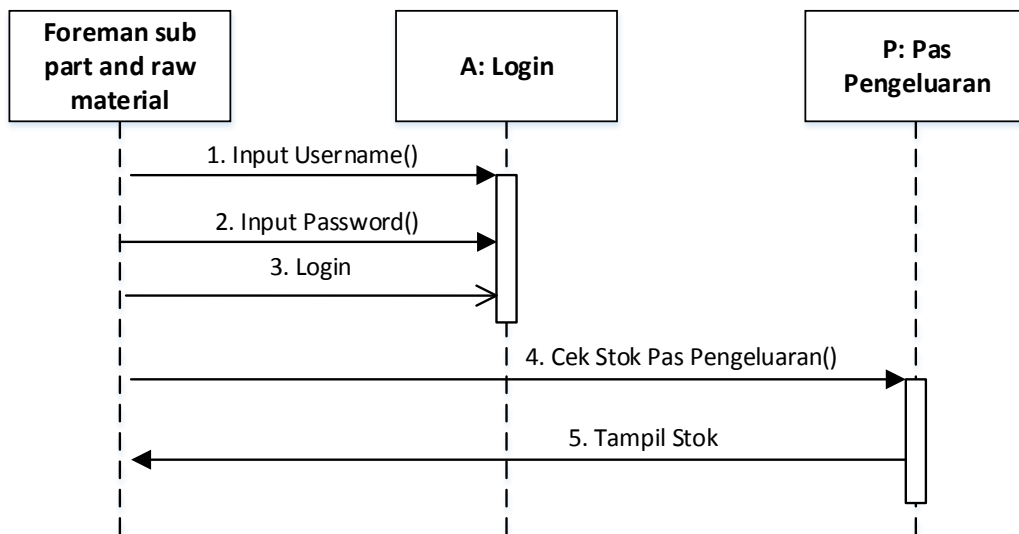 Foreman sub
part and raw
material
A: Login
P: Pas
Pengeluaran
1. Input Username()
2. Input Password()
3. Login
4. Cek Stok Pas Pengeluaran()
5. Tampil Stok